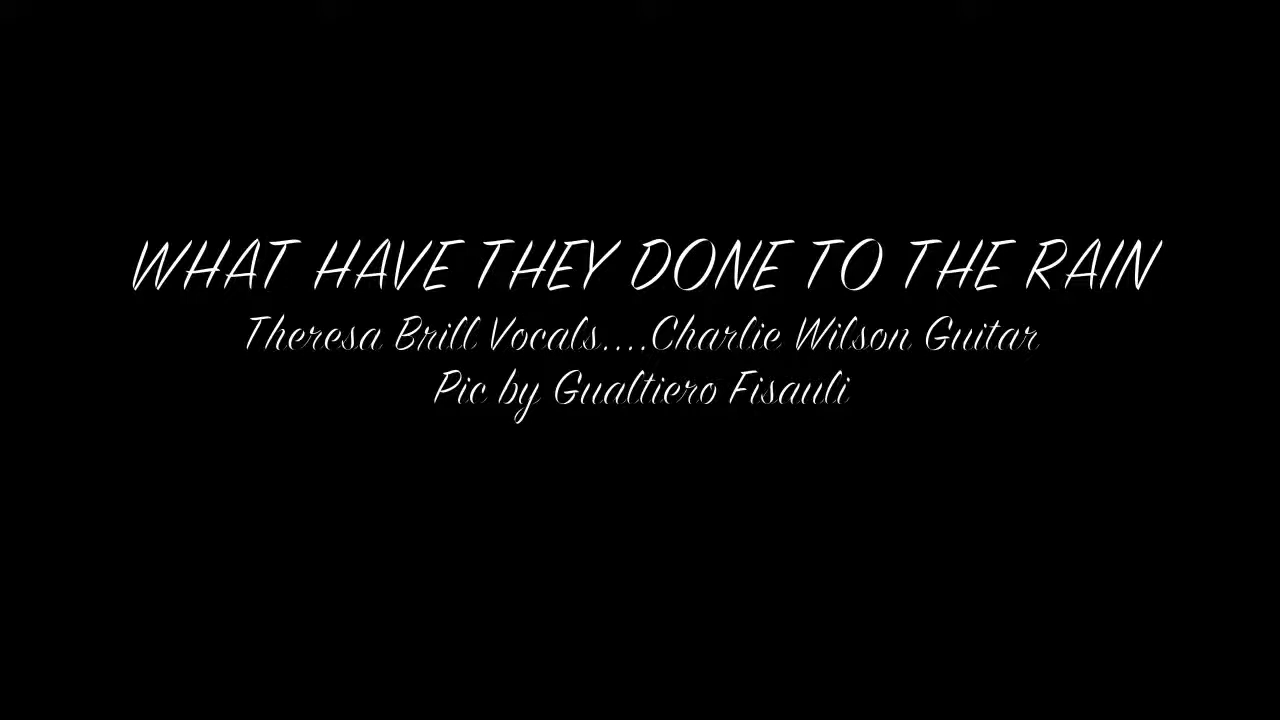 WHAT HAVE THEY DONE TO THE RAIN
Theresa Brill Vocals....Charlie Wilson Guitar
Pic by Gualtiero Fisauli